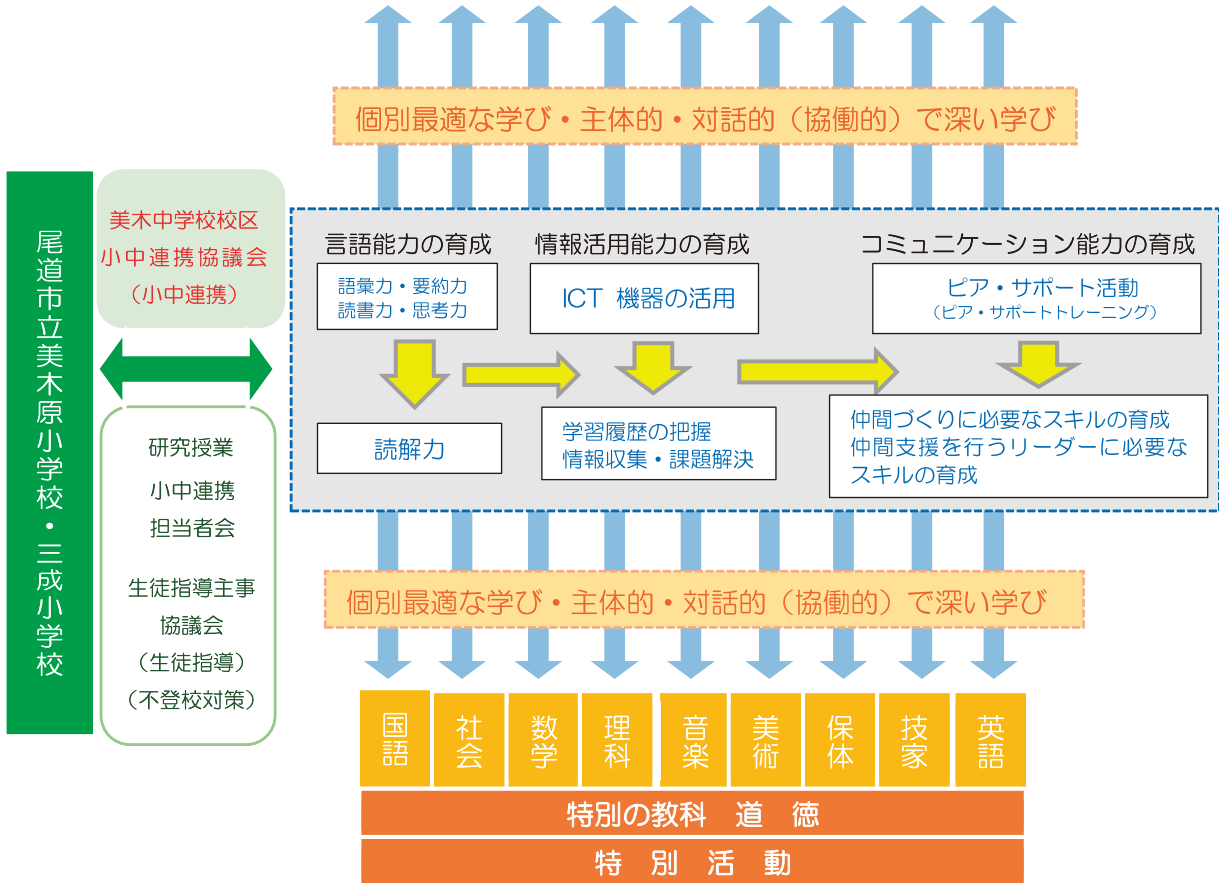 個別最適な学び・主体的・対話的（協働的）で深い学び
尾道市立美木原小学校・三成小学校
美木中学校校区
小中連携協議会
（小中連携）
研究授業
小中連携
担当者会
生徒指導主事
協議会
（生徒指導）
（不登校対策）
言語能力の育成
語彙力・要約力
読書力・思考力
読解力
情報活用能力の育成
ICT 機器の活用
学習履歴の把握
情報収集・課題解決
コミュニケーション能力の育成
ピア・サポート活動
（ピア・サポートトレーニング）
仲間づくりに必要なスキルの育成
仲間支援を行うリーダーに必要な
スキルの育成
個別最適な学び・主体的・対話的（協働的）で深い学び
国語
社会
数学
理科
音楽
美術
保体
技家
英語
特別の教科　道　徳
特　別　活　動